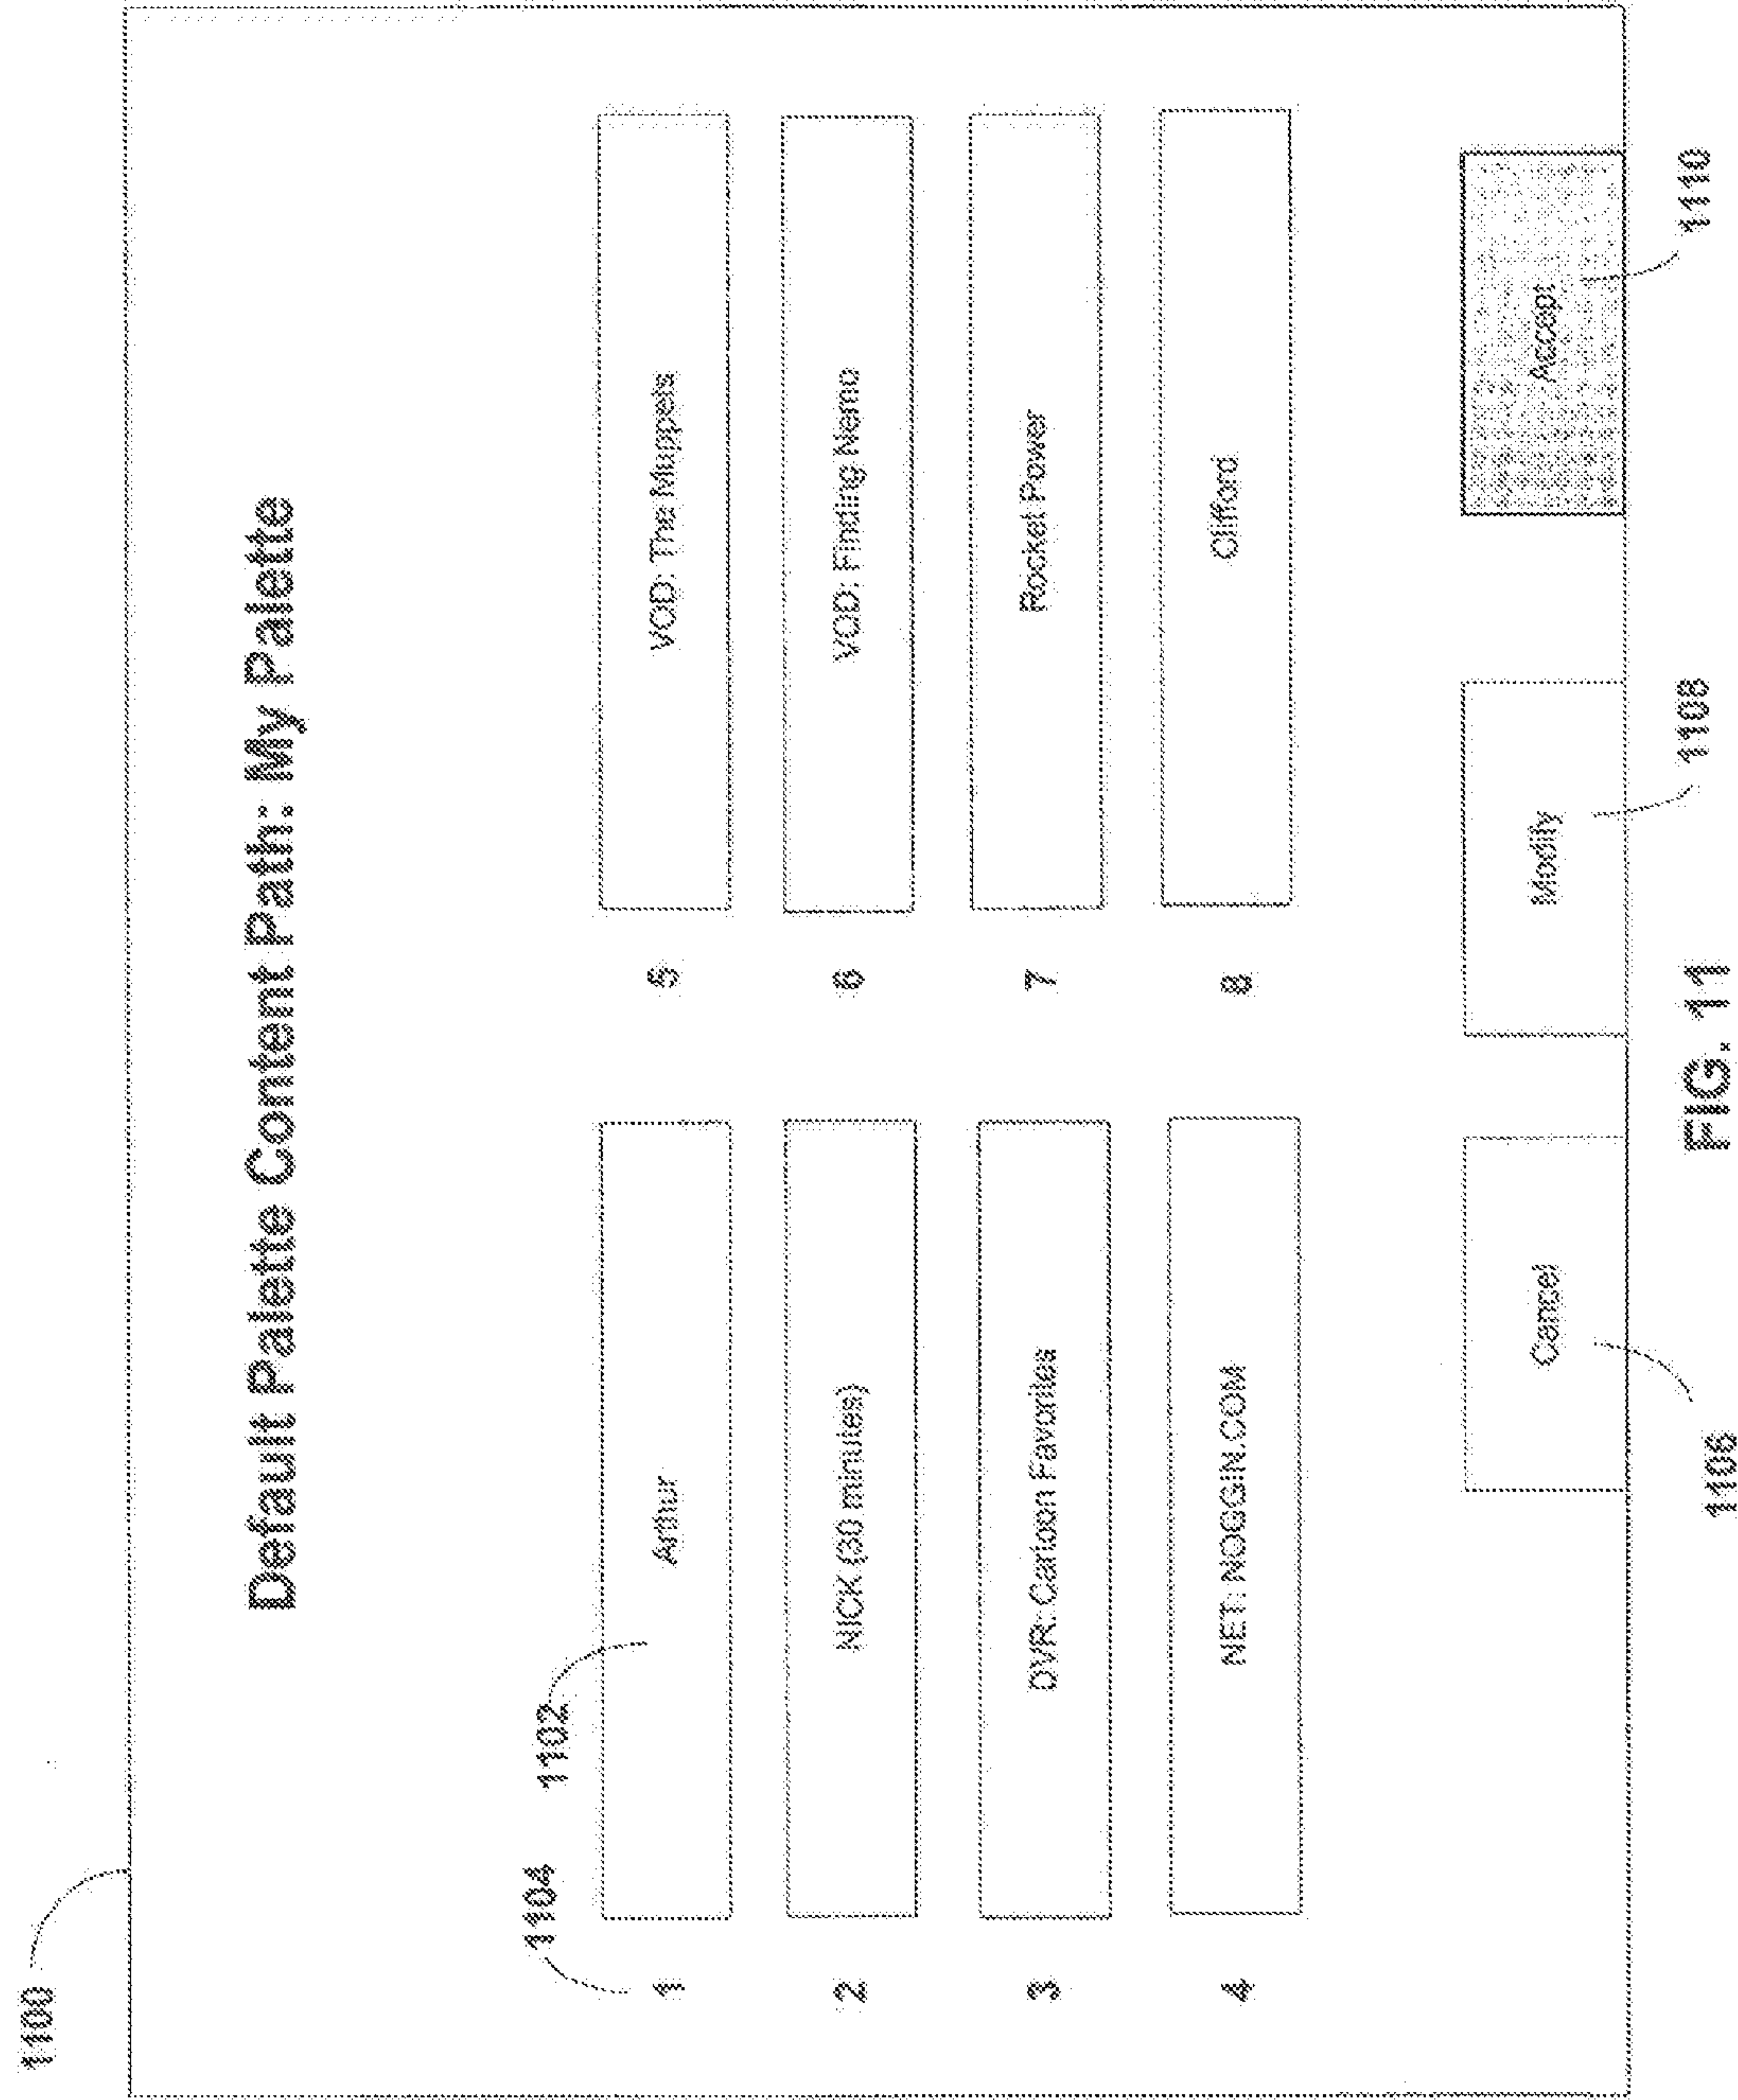 1100
Default Palette Content Path: My Palette
1104
1102
1 Arthur
5 VOD: The Muppets
2 NICK (30 minutes)
6 VOD: Finding Nemo
3 DVR: Cartoon Favorites
7 Rocket Power
4 NET: NOGGIN.COM
8 Clifford
Cancel
Modify
Accept
1106
1108
1110
FIG. 11